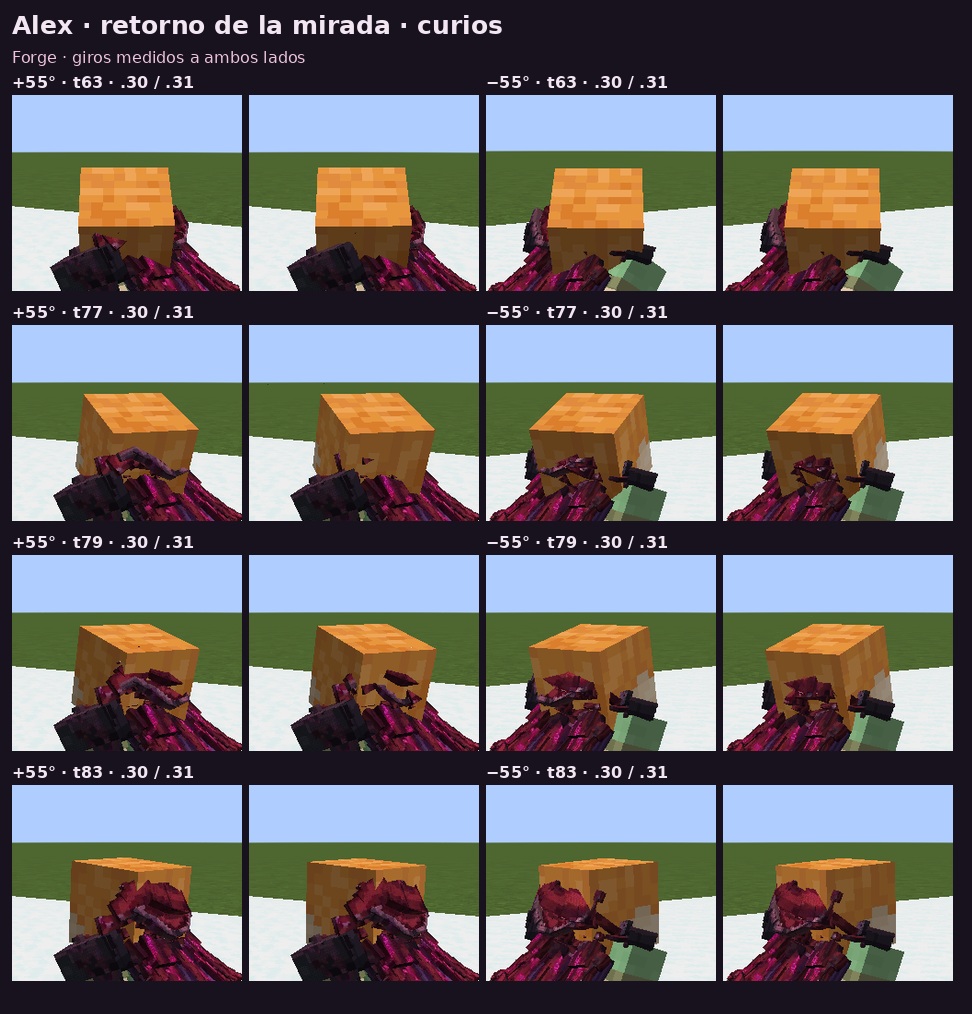 Alex · retorno de la mirada · curios
Forge · giros medidos a ambos lados
+55° · t63 · .30 / .31
−55° · t63 · .30 / .31
+55° · t77 · .30 / .31
−55° · t77 · .30 / .31
+55° · t79 · .30 / .31
−55° · t79 · .30 / .31
+55° · t83 · .30 / .31
−55° · t83 · .30 / .31